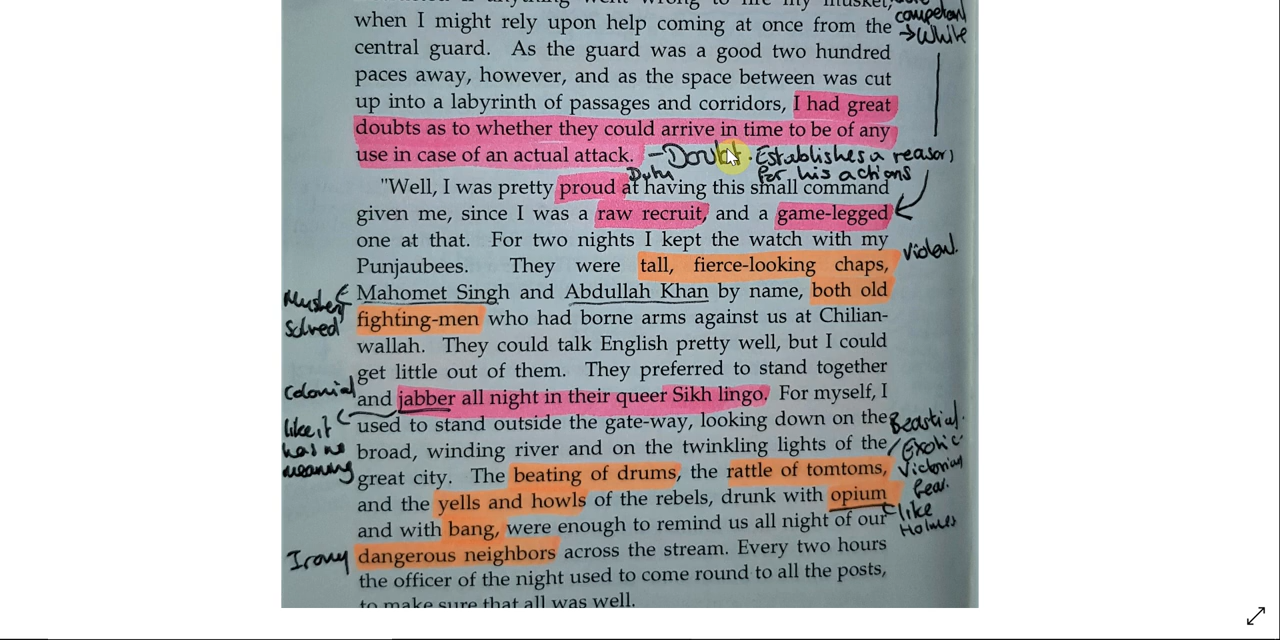 competent
→ White
when I might rely upon help coming at once from the
central guard. As the guard was a good two hundred
paces away, however, and as the space between was cut
up into a labyrinth of passages and corridors, I had great
doubts as to whether they could arrive in time to be of any
use in case of an actual attack. – Doubt. Establishes a reason
for his actions
"Well, I was pretty proud at having this small command
given me, since I was a raw recruit, and a game-legged
one at that. For two nights I kept the watch with my
Punjaubees. They were tall, fierce-looking chaps,
Violent.
Mahomet Singh and Abdullah Khan by name, both old
Mystery
Solved
fighting-men who had borne arms against us at Chilian-
wallah. They could talk English pretty well, but I could
get little out of them. They preferred to stand together
Colonial
and jabber all night in their queer Sikh lingo. For myself, I
like it
has no
meaning
used to stand outside the gate-way, looking down on the
Beastial.
broad, winding river and on the twinkling lights of the
Exotic
great city. The beating of drums, the rattle of tomtoms,
Victorian
fear.
and the yells and howls of the rebels, drunk with opium
like
Holmes
and with bang, were enough to remind us all night of our
Irony
dangerous neighbors across the stream. Every two hours
the officer of the night used to come round to all the posts,
to make sure that all was well.